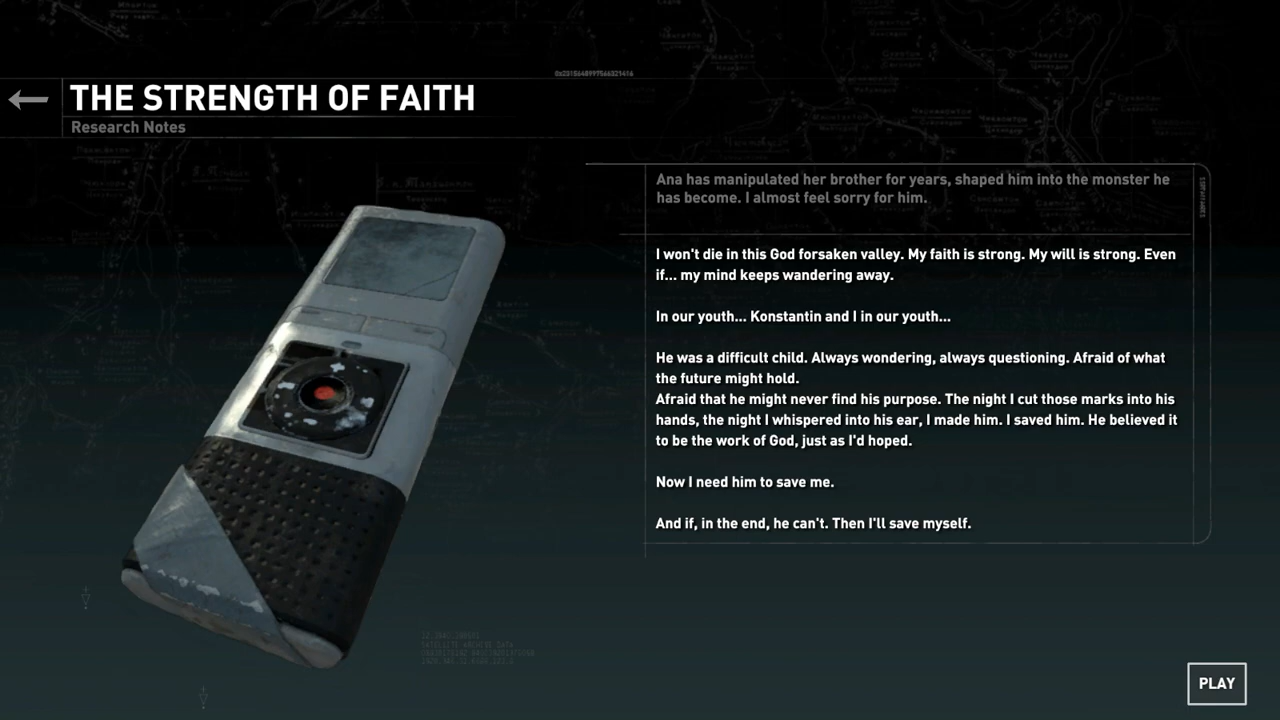 THE STRENGTH OF FAITH
Research Notes
Ana has manipulated her brother for years, shaped him into the monster he
has become. I almost feel sorry for him.
I won't die in this God forsaken valley. My faith is strong. My will is strong. Even
if... my mind keeps wandering away.
In our youth... Konstantin and I in our youth...
He was a difficult child. Always wondering, always questioning. Afraid of what
the future might hold.
Afraid that he might never find his purpose. The night I cut those marks into his
hands, the night I whispered into his ear, I made him. I saved him. He believed it
to be the work of God, just as I'd hoped.
Now I need him to save me.
And if, in the end, he can't. Then I'll save myself.
PLAY